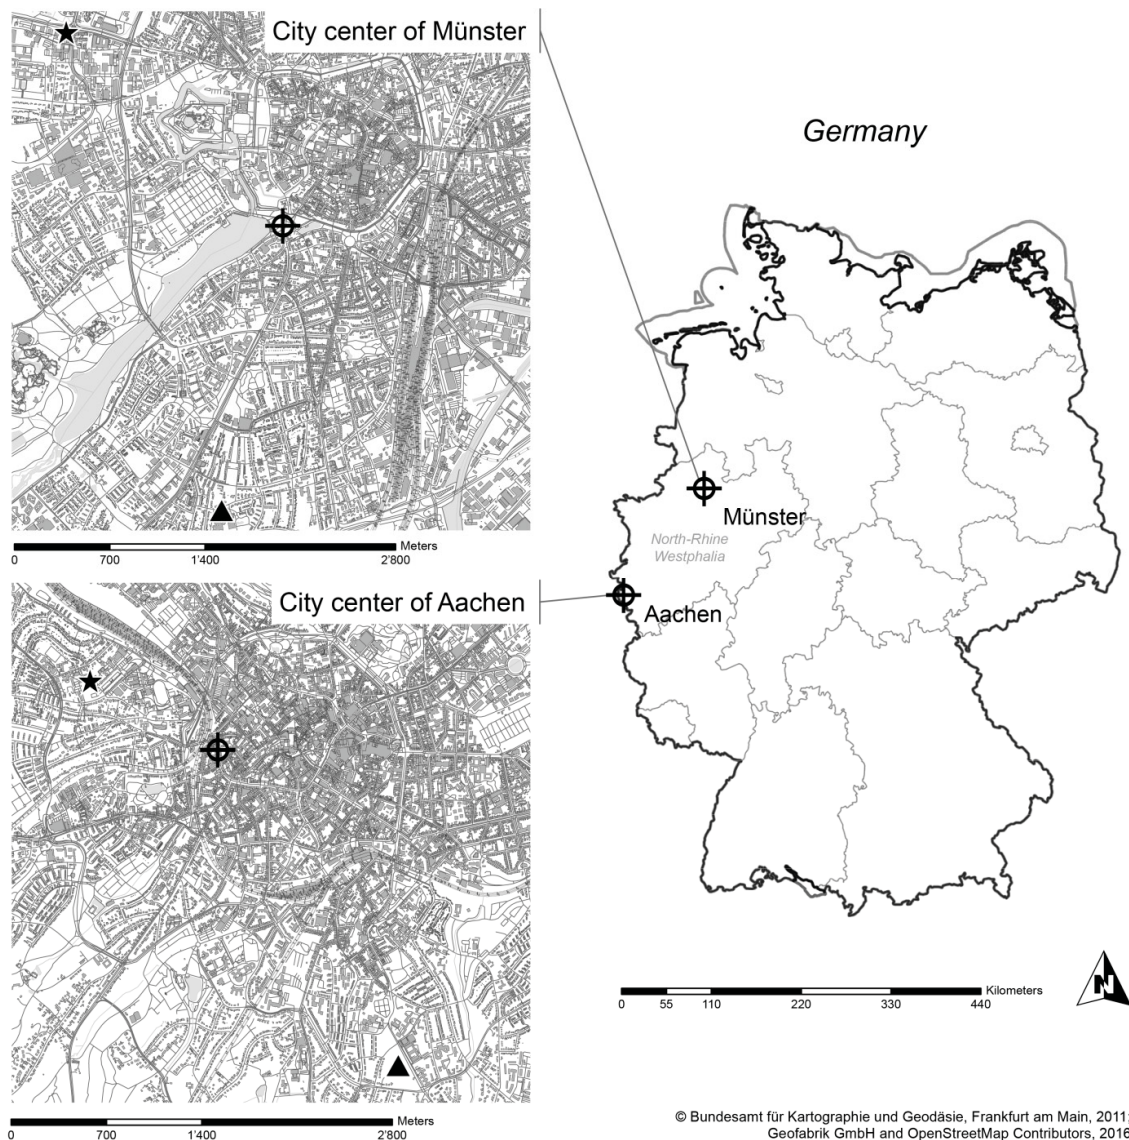 City center of Münster
Meters
0 700 1'400 2'800
City center of Aachen
Meters
0 700 1'400 2'800
Germany
Münster
North-Rhine
Westphalia
Aachen
Kilometers
0 55 110 220 330 440
N
© Bundesamt für Kartographie und Geodäsie, Frankfurt am Main, 2011;
Geofabrik GmbH and OpenStreetMap Contributors, 2016